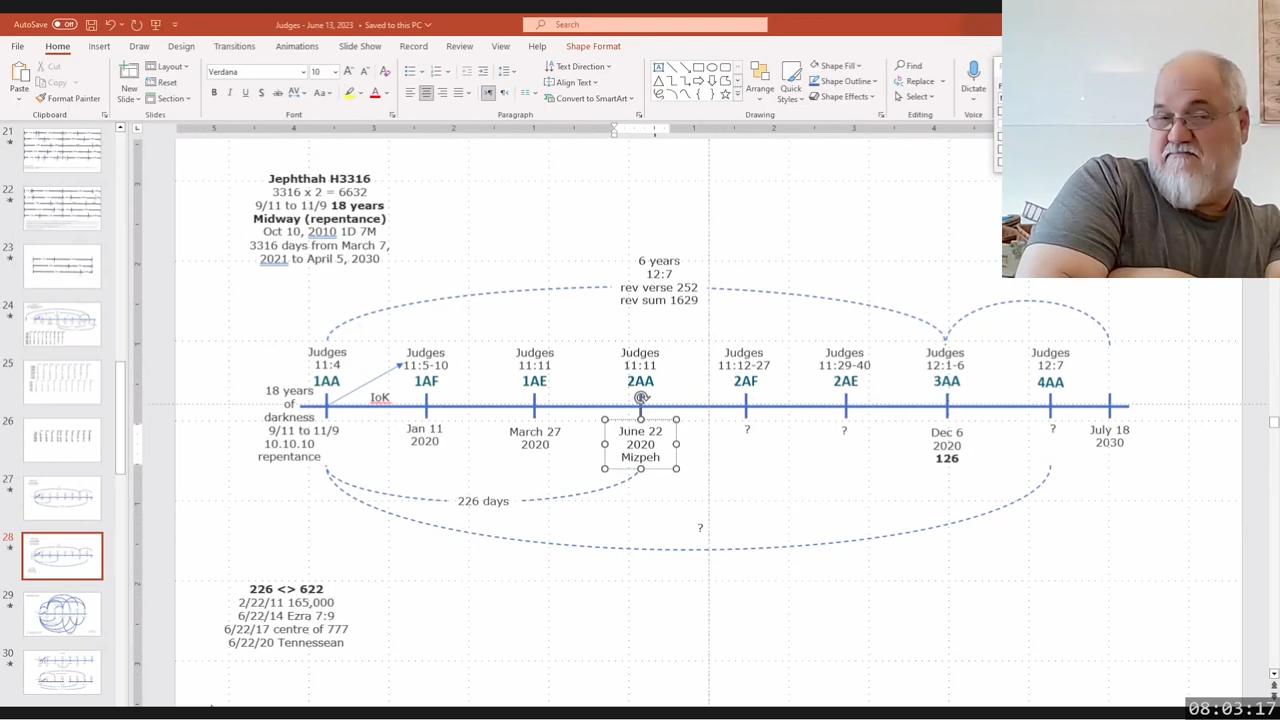 AutoSave Off Judges - June 13, 2023 • Saved to this PC Search
File Home Insert Draw Design Transitions Animations Slide Show Record Review View Help Shape Format
Paste
Cut
Copy
Format Painter
Clipboard
New Slide
Layout
Reset
Section
Slides
Verdana 10
Font
Text Direction
Align Text
Convert to SmartArt
Paragraph
Arrange
Quick Styles
Shape Fill
Shape Outline
Shape Effects
Drawing
Find
Replace
Select
Editing
Dictate
Voice
21
22
23
24
25
26
27
28
29
30
Jephthah H3316
3316 x 2 = 6632
9/11 to 11/9 18 years
Midway (repentance)
Oct 10, 2010 1D 7M
3316 days from March 7,
2021 to April 5, 2030
6 years
12:7
rev verse 252
rev sum 1629
Judges 11:4
1AA
Judges 11:5-10
1AF
Judges 11:11
1AE
Judges 11:11
2AA
Judges 11:12-27
2AF
Judges 11:29-40
2AE
Judges 12:1-6
3AA
Judges 12:7
4AA
18 years
of
darkness
9/11 to 11/9
10.10.10
repentance
IoK
Jan 11
2020
March 27
2020
June 22
2020
Mizpeh
?
?
Dec 6
2020
126
?
July 18
2030
226 days
?
226 <> 622
2/22/11 165,000
6/22/14 Ezra 7:9
6/22/17 centre of 777
6/22/20 Tennessean
08:03:17